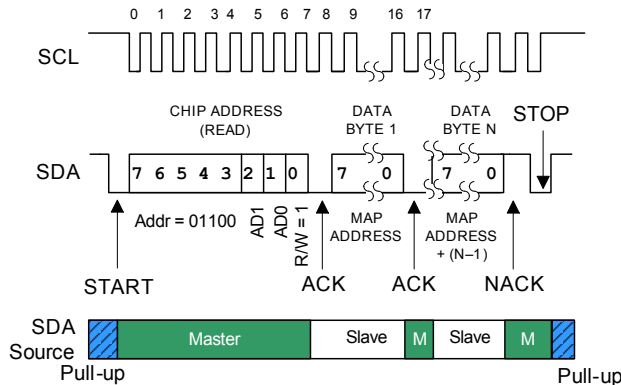 0 1 2 3 4 5 6 7 8 9 16 17
SCL
CHIP ADDRESS
(READ)
DATA
BYTE 1
DATA
BYTE N
STOP
SDA
7 6 5 4 3 2 1 0 7 0 7 0
Addr = 01100
AD1
AD0
R/W = 1
MAP
ADDRESS
MAP
ADDRESS
+ (N–1)
START
ACK
ACK
NACK
SDA
Source
Master Slave M Slave M
Pull-up
Pull-up